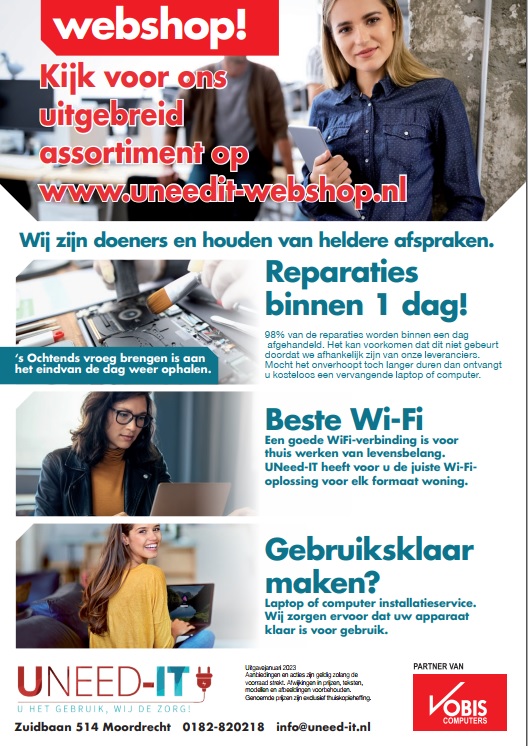 webshop!
Kijk voor ons
uitgebreid
assortiment op
www.uneedit-webshop.nl
Wij zijn doeners en houden van heldere afspraken.
Reparaties
binnen 1 dag!
's Ochtends vroeg brengen is aan
het eindvan de dag weer ophalen.
98% van de reparaties worden binnen een dag
afgehandeld. Het kan voorkomen dat dit niet gebeurt
doordat we afhankelijk zijn van onze leveranciers.
Mocht het onverhoopt toch langer duren dan ontvangt
u kosteloos een vervangende laptop of computer.
Beste Wi-Fi
Een goede WiFi-verbinding is voor
thuis werken van levensbelang.
UNeed-IT heeft voor u de juiste Wi-Fi-
oplossing voor elk formaat woning.
Gebruiksklaar
maken?
Laptop of computer installatieservice.
Wij zorgen ervoor dat uw apparaat
klaar is voor gebruik.
UNEED-IT
U HET GEBRUIK, WIJ DE ZORG!
Uitgavejanuari 2023
Aanbiedingen en acties zijn geldig zolang de
voorraad strekt. Afwijkingen in prijzen, teksten,
modellen en afbeeldingen voorbehouden.
Genoemde prijzen zijn exclusief thuiskopieheffing.
PARTNER VAN
VOBIS
COMPUTERS
Zuidbaan 514 Moordrecht 0182-820218 info@uneed-it.nl